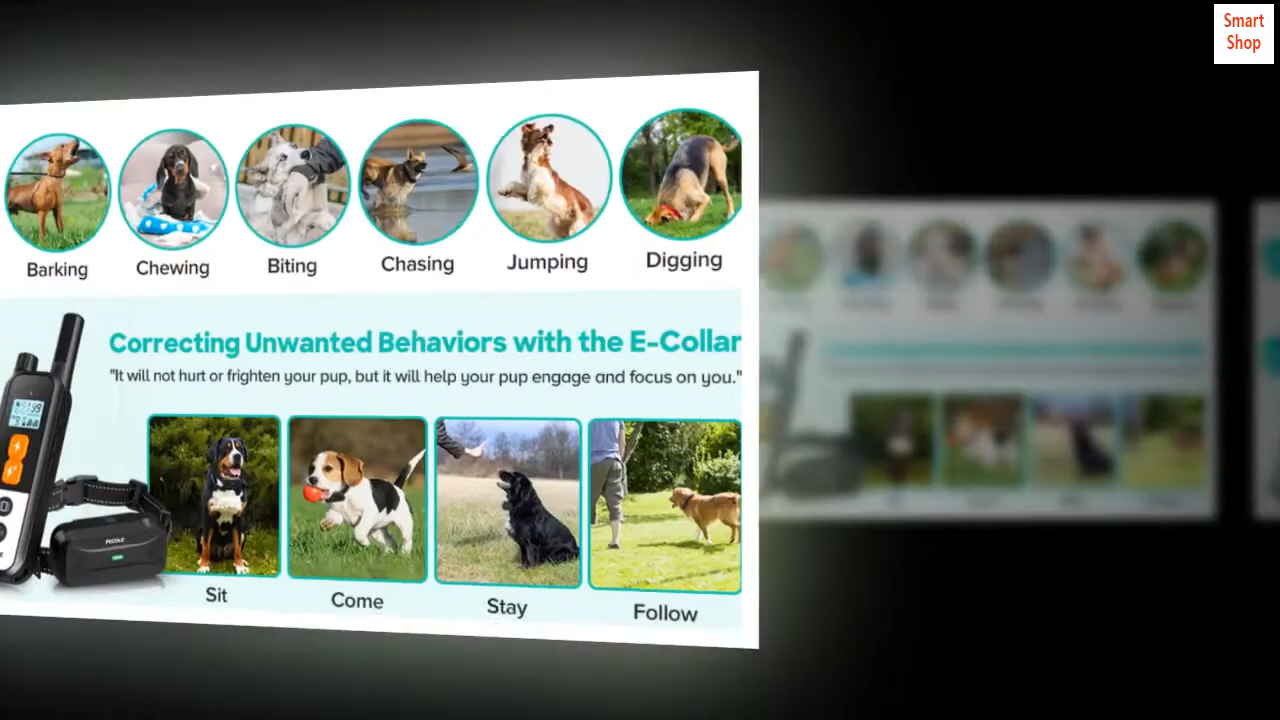 Smart
Shop
Barking
Chewing
Biting
Chasing
Jumping
Digging
Correcting Unwanted Behaviors with the E-Collar
"It will not hurt or frighten your pup, but it will help your pup engage and focus on you."
Sit
Come
Stay
Follow